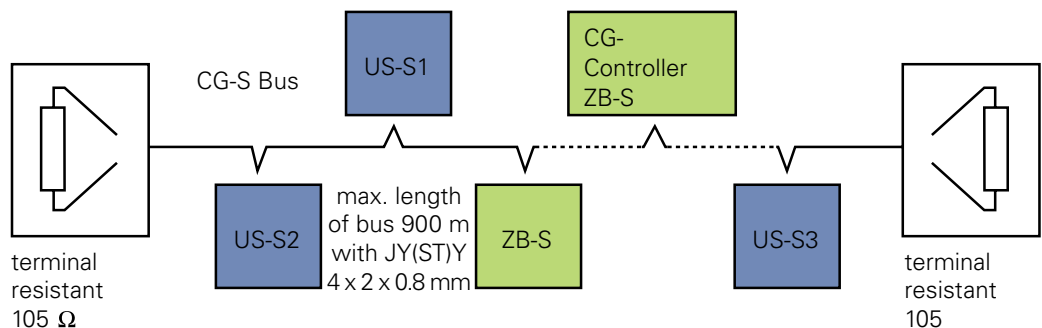 CG-S Bus
US-S1
CG-
Controller
ZB-S
US-S2
max. length
of bus 900 m
with JY(ST)Y
4 x 2 x 0.8 mm
ZB-S
US-S3
terminal
resistant
105 Ω
terminal
resistant
105